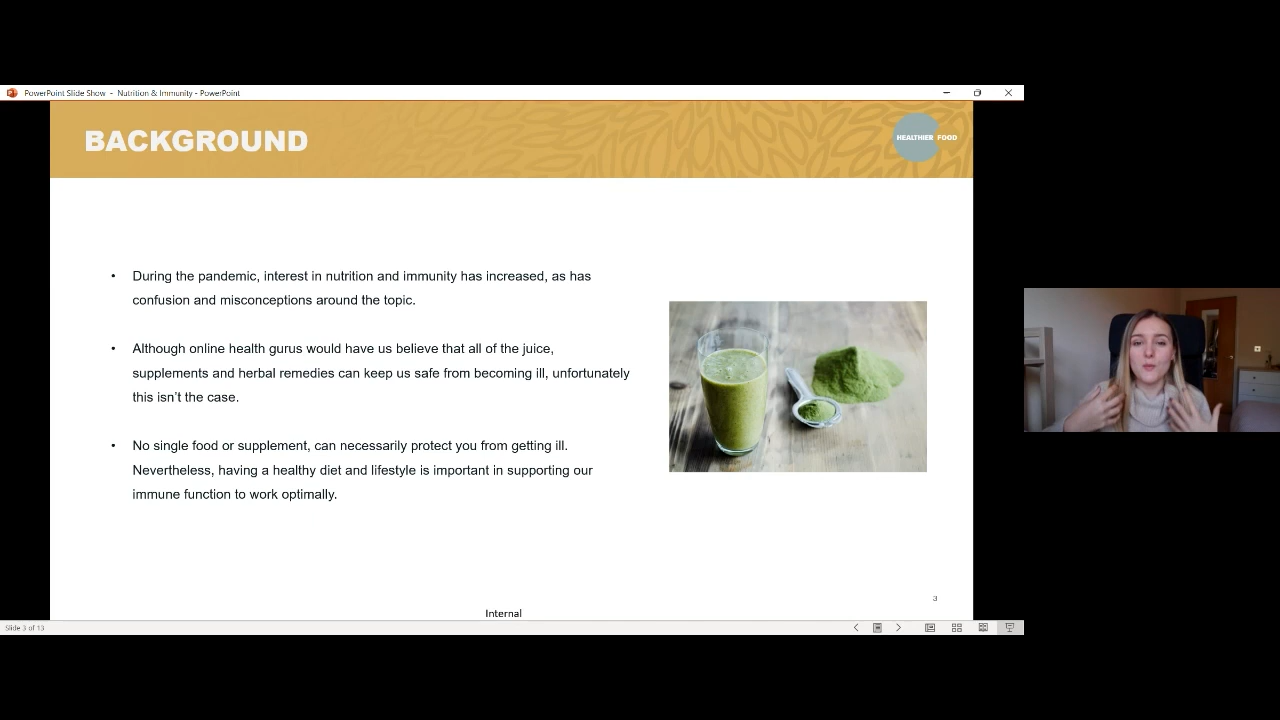 PowerPoint Slide Show - Nutrition & Immunity - PowerPoint
BACKGROUND
HEALTHIER FOOD
• During the pandemic, interest in nutrition and immunity has increased, as has
confusion and misconceptions around the topic.
• Although online health gurus would have us believe that all of the juice,
supplements and herbal remedies can keep us safe from becoming ill, unfortunately
this isn't the case.
• No single food or supplement, can necessarily protect you from getting ill.
Nevertheless, having a healthy diet and lifestyle is important in supporting our
immune function to work optimally.
3
Internal
Slide 3 of 13